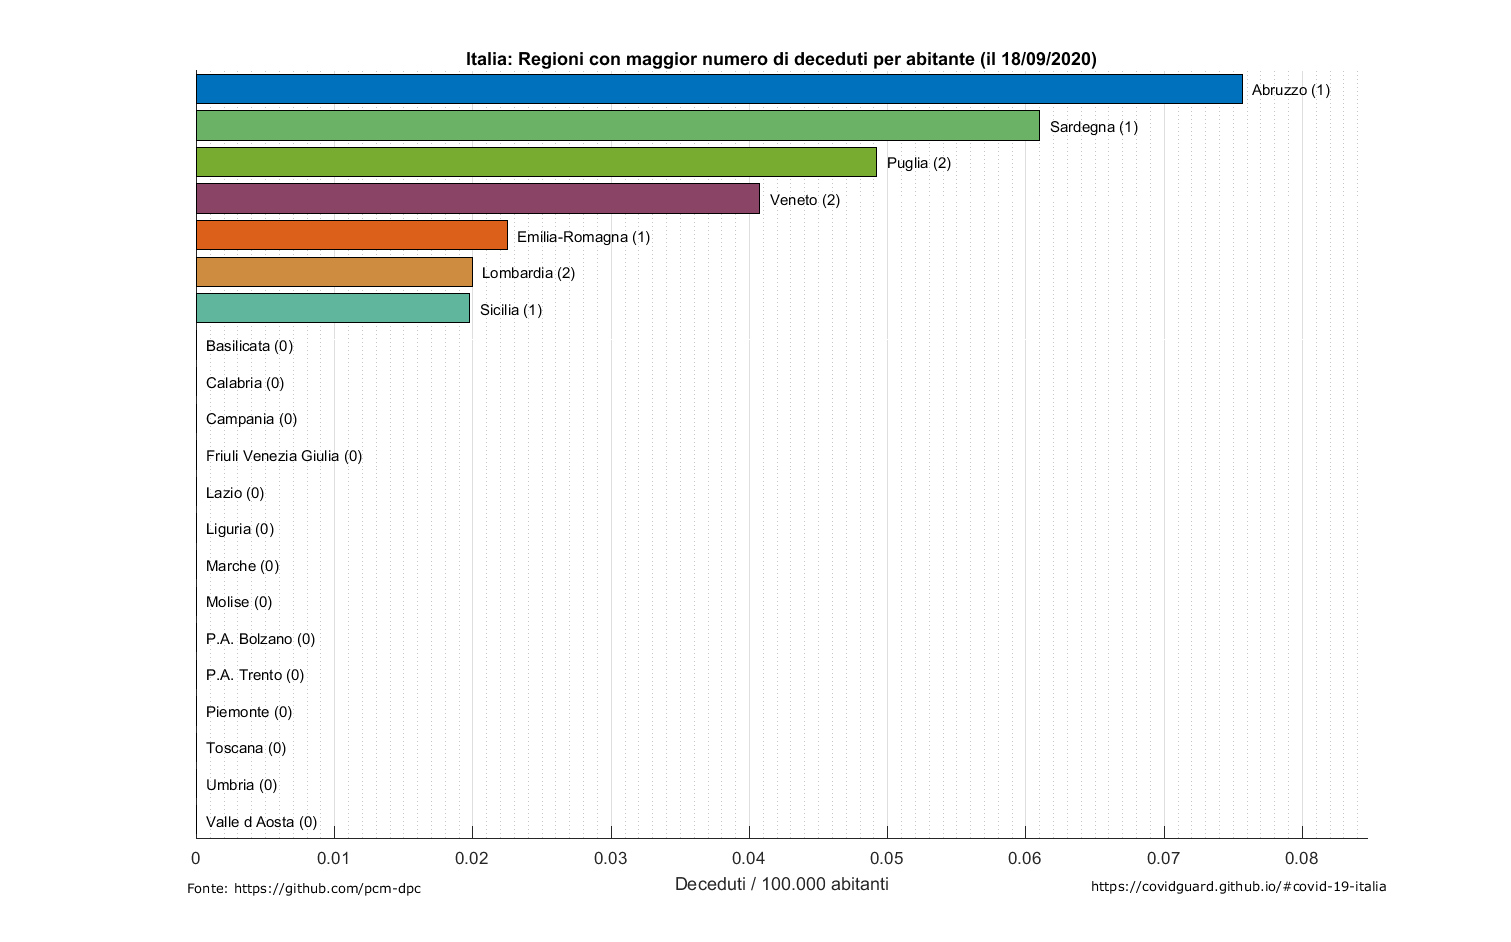 Italia: Regioni con maggior numero di deceduti per abitante (il 18/09/2020)
Abruzzo (1)
Sardegna (1)
Puglia (2)
Veneto (2)
Emilia-Romagna (1)
Lombardia (2)
Sicilia (1)
Basilicata (0)
Calabria (0)
Campania (0)
Friuli Venezia Giulia (0)
Lazio (0)
Liguria (0)
Marche (0)
Molise (0)
P.A. Bolzano (0)
P.A. Trento (0)
Piemonte (0)
Toscana (0)
Umbria (0)
Valle d Aosta (0)
0 0.01 0.02 0.03 0.04 0.05 0.06 0.07 0.08
Deceduti / 100.000 abitanti
Fonte: https://github.com/pcm-dpc
https://covidguard.github.io/#covid-19-italia